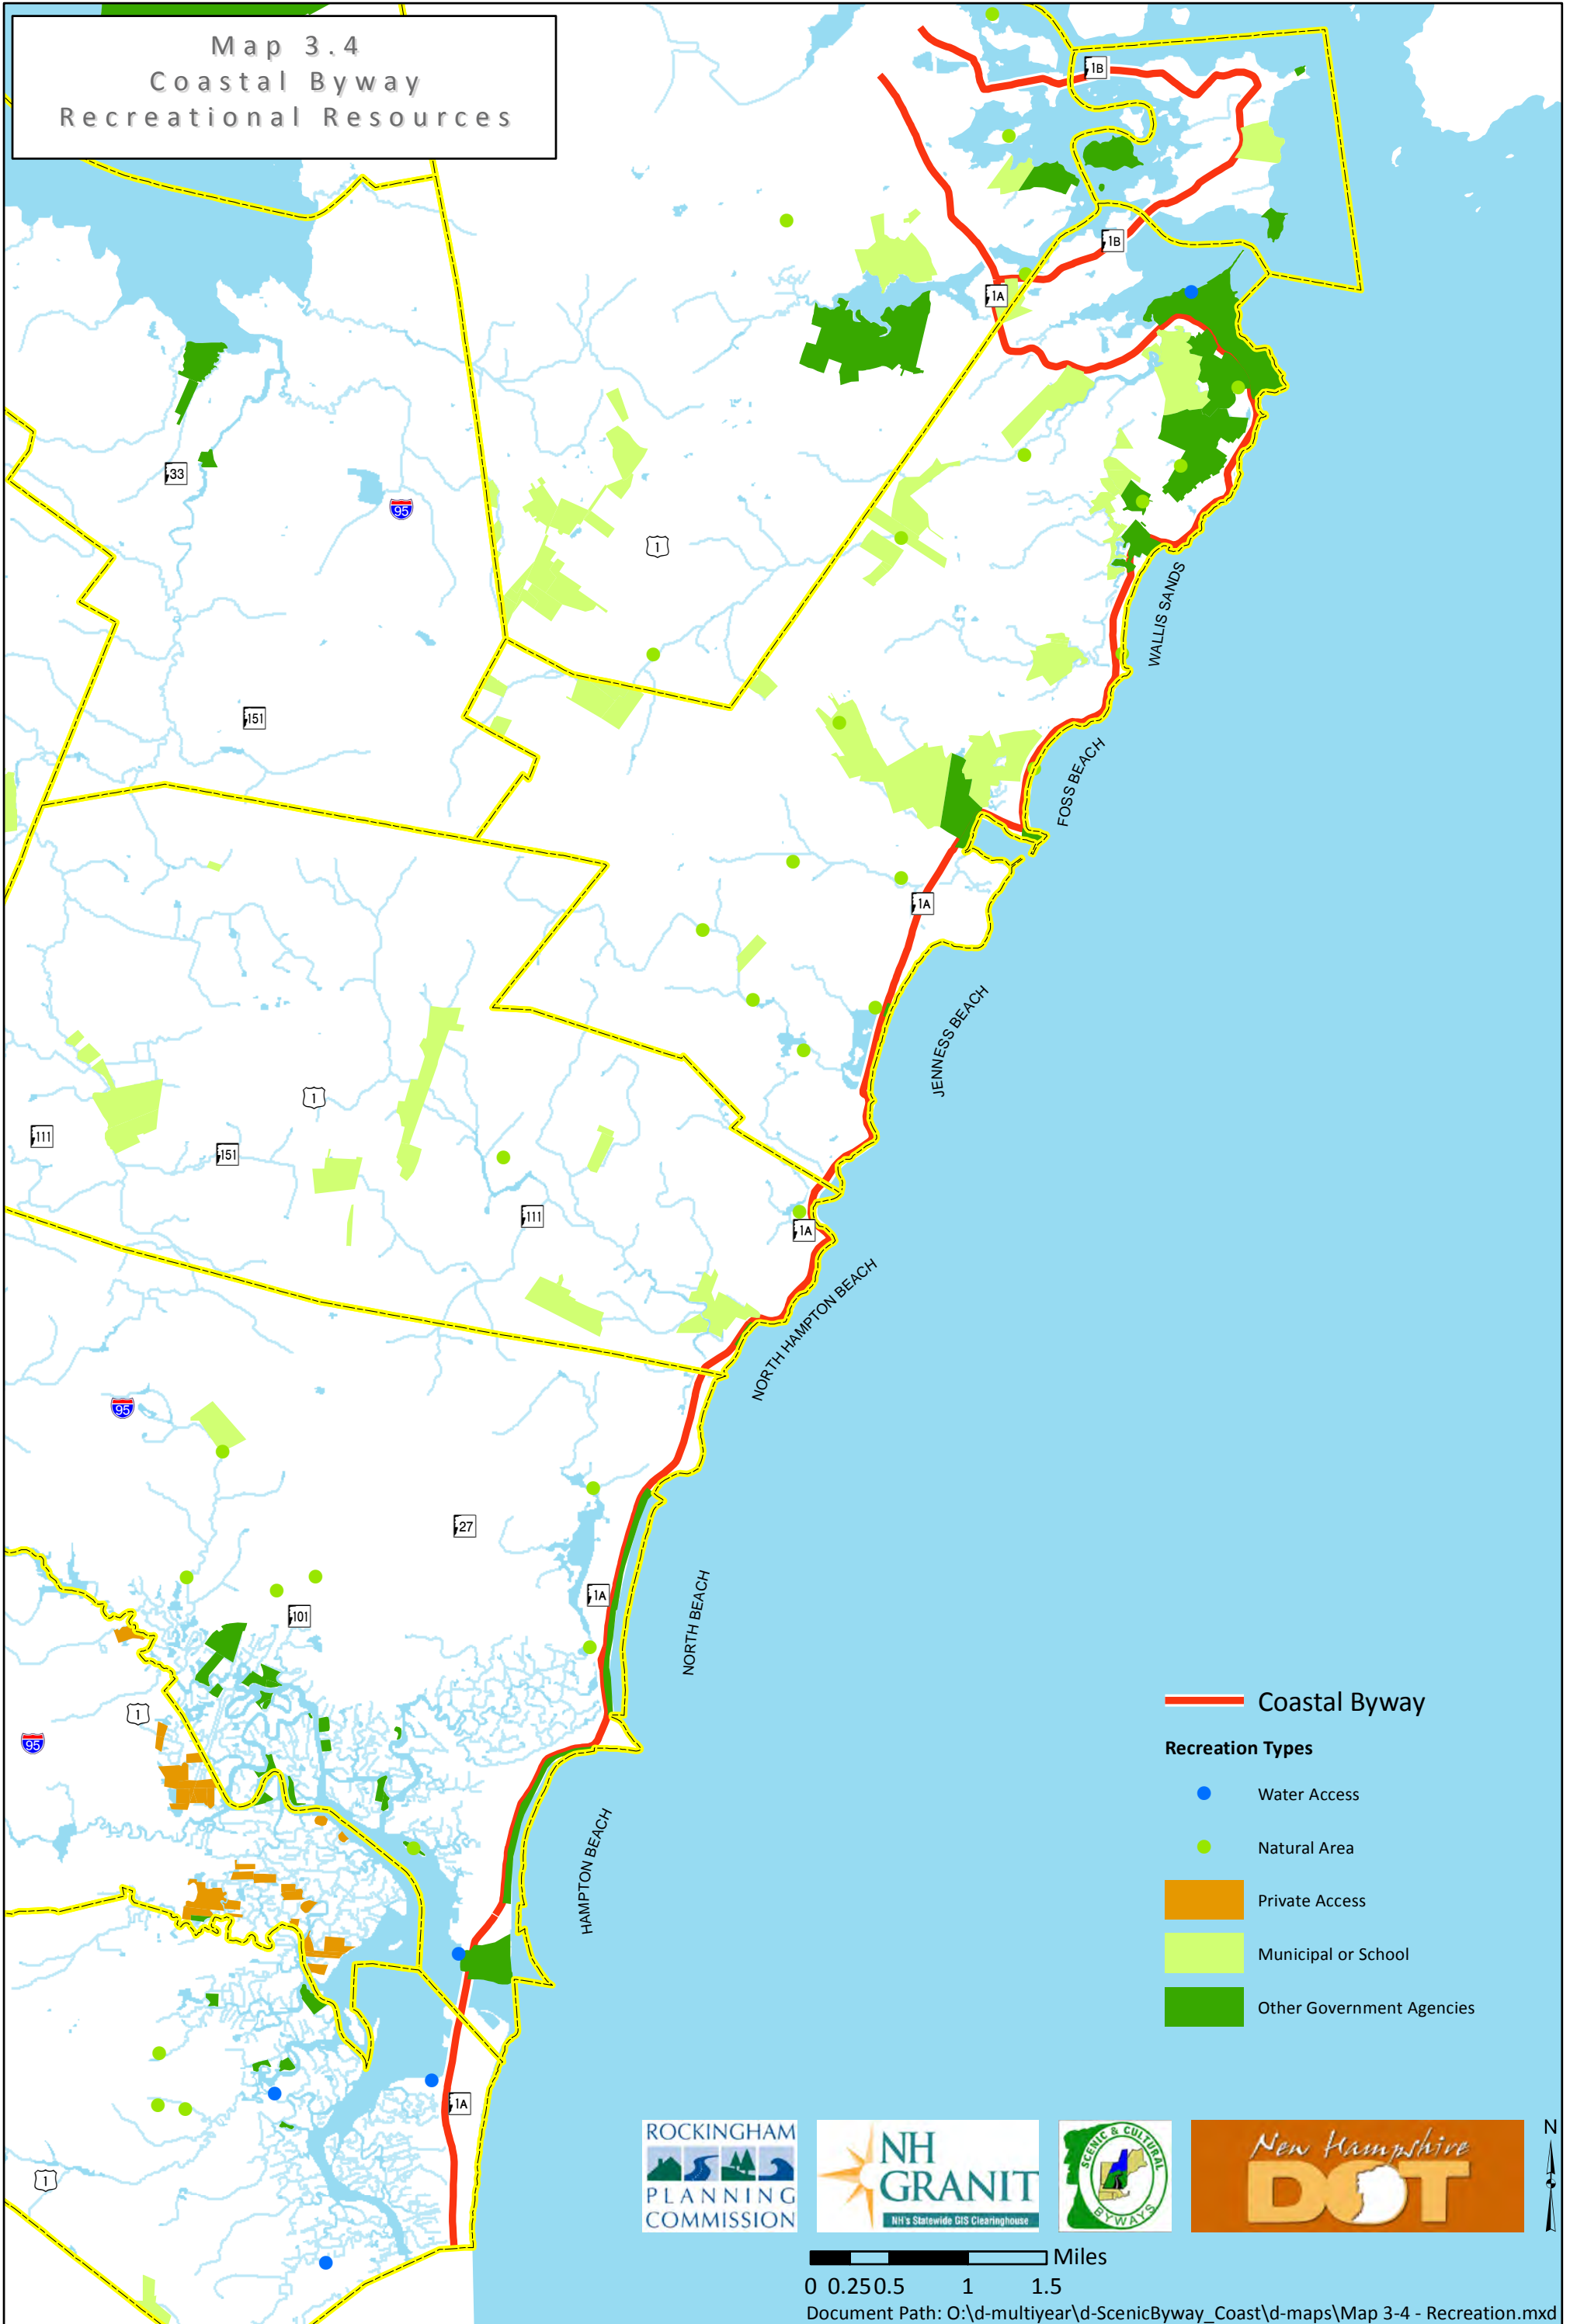 Map 3.4
Coastal Byway
Recreational Resources
1B
1B
1A
33
95
1
WALLIS SANDS
151
FOSS BEACH
1A
JENNESS BEACH
1
111
151
111
1A
NORTH HAMPTON BEACH
95
27
1A
101
NORTH BEACH
1
95
HAMPTON BEACH
1A
1
Coastal Byway
Recreation Types
Water Access
Natural Area
Private Access
Municipal or School
Other Government Agencies
ROCKINGHAM
PLANNING
COMMISSION
NH
GRANIT
NH's Statewide GIS Clearinghouse
SCENIC & CULTURAL
BYWAYS
New Hampshire
DOT
N
Miles
0 0.25 0.5 1 1.5
Document Path: O:\d-multiyear\d-ScenicByway_Coast\d-maps\Map 3-4 - Recreation.mxd